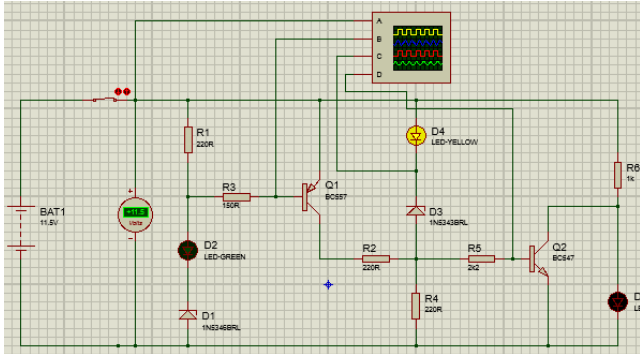 A
B
C
D
R1
220R
D4
LED-YELLOW
R6
1k
R3
150R
Q1
BC557
BAT1
11.5V
+11.5
Volts
D2
LED-GREEN
D3
1N5343BRL
R2
220R
R5
2k2
Q2
BC547
D1
1N5346BRL
R4
220R
D
LE